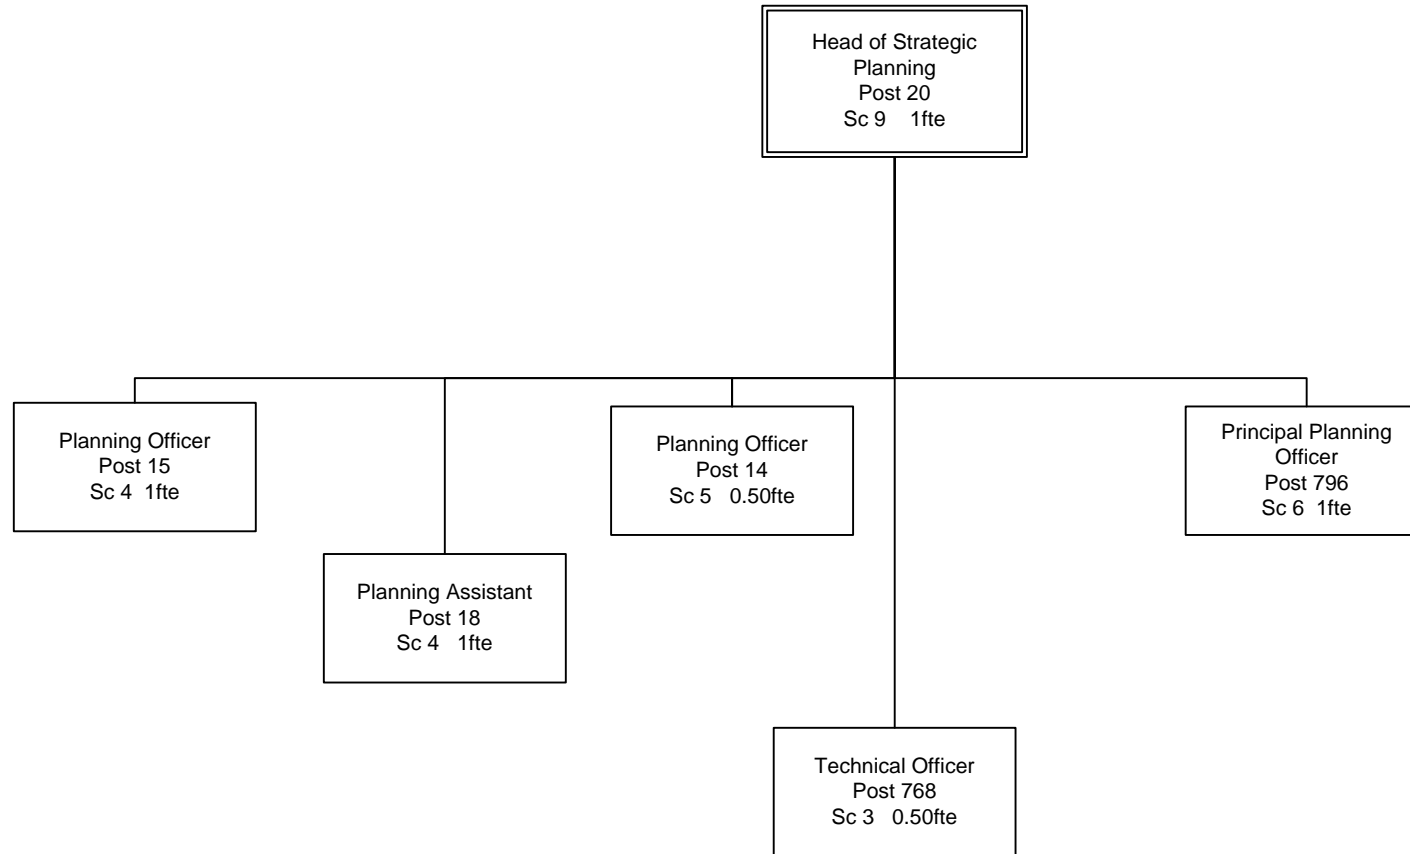 Head of Strategic
Planning
Post 20
Sc 9    1fte
Planning Officer
Post 15
Sc 4  1fte
Planning Officer
Post 14
Sc 5   0.50fte
Principal Planning
Officer
Post 796
Sc 6  1fte
Planning Assistant
Post 18
Sc 4   1fte
Technical Officer
Post 768
Sc 3   0.50fte